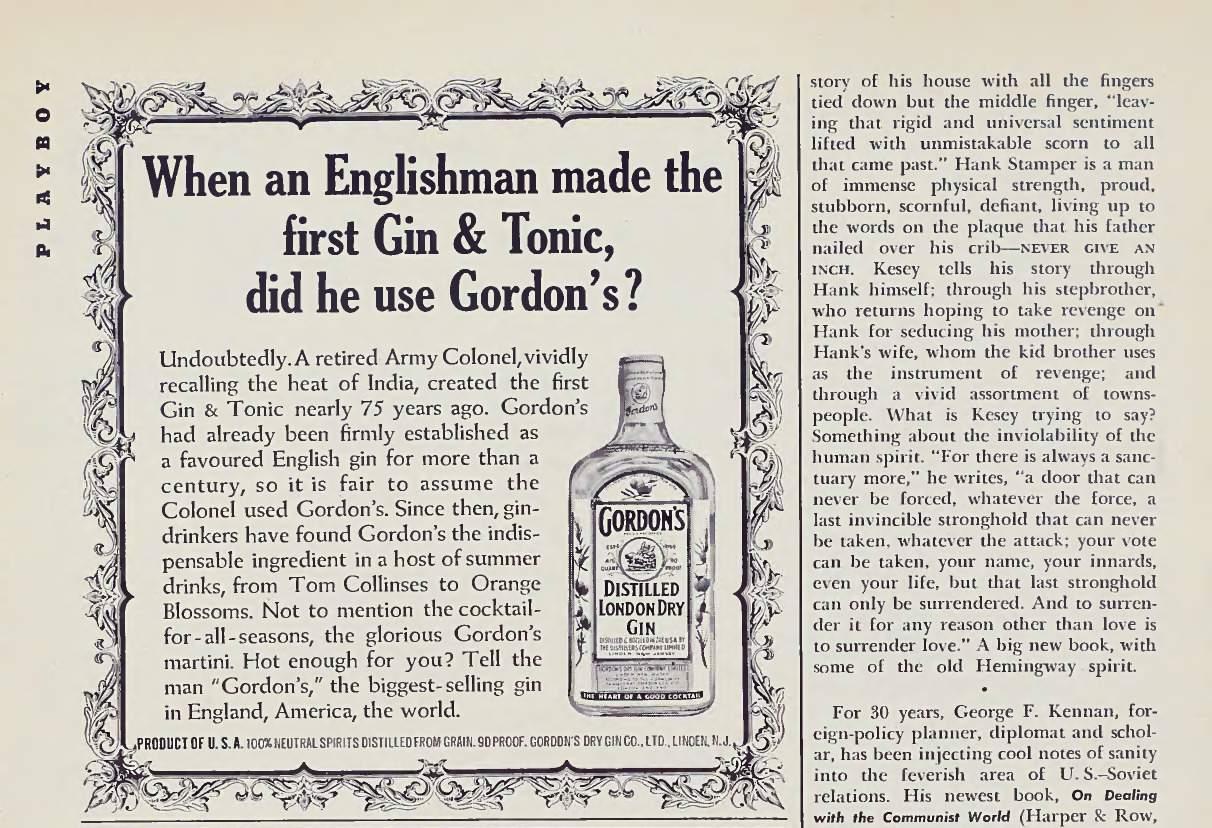 PLAYBOY
When an Englishman made the
first Gin & Tonic,
did he use Gordon's?
Undoubtedly. A retired Army Colonel, vividly
recalling the heat of India, created the first
Gin & Tonic nearly 75 years ago. Gordon's
had already been firmly established as
a favoured English gin for more than a
century, so it is fair to assume the
Colonel used Gordon's. Since then, gin-
drinkers have found Gordon's the indis-
pensable ingredient in a host of summer
drinks, from Tom Collinses to Orange
Blossoms. Not to mention the cocktail-
for-all-seasons, the glorious Gordon's
martini. Hot enough for you? Tell the
man "Gordon's," the biggest-selling gin
in England, America, the world.
Gordon's
GORDON'S
DISTILLED
LONDON DRY
GIN
DISTILLED & BOTTLED IN THE U.S.A. BY
THE DISTILLERS COMPANY LIMITED
LINDEN, NEW JERSEY
THE HEART OF A GOOD COCKTAIL
PRODUCT OF U. S. A. 100% NEUTRAL SPIRITS DISTILLED FROM GRAIN. 90 PROOF. GORDON'S DRY GIN CO., LTD., LINDEN, N.J.
story of his house with all the fingers
tied down but the middle finger, "leav-
ing that rigid and universal sentiment
lifted with unmistakable scorn to all
that came past." Hank Stamper is a man
of immense physical strength, proud,
stubborn, scornful, defiant, living up to
the words on the plaque that his father
nailed over his crib—NEVER GIVE AN
INCH. Kesey tells his story through
Hank himself; through his stepbrother,
who returns hoping to take revenge on
Hank for seducing his mother; through
Hank's wife, whom the kid brother uses
as the instrument of revenge; and
through a vivid assortment of towns-
people. What is Kesey trying to say?
Something about the inviolability of the
human spirit. "For there is always a sanc-
tuary more," he writes, "a door that can
never be forced, whatever the force, a
last invincible stronghold that can never
be taken, whatever the attack; your vote
can be taken, your name, your innards,
even your life, but that last stronghold
can only be surrendered. And to surren-
der it for any reason other than love is
to surrender love." A big new book, with
some of the old Hemingway spirit.
•
For 30 years, George F. Kennan, for-
eign-policy planner, diplomat and schol-
ar, has been injecting cool notes of sanity
into the feverish area of U.S.–Soviet
relations. His newest book, On Dealing
with the Communist World (Harper & Row,